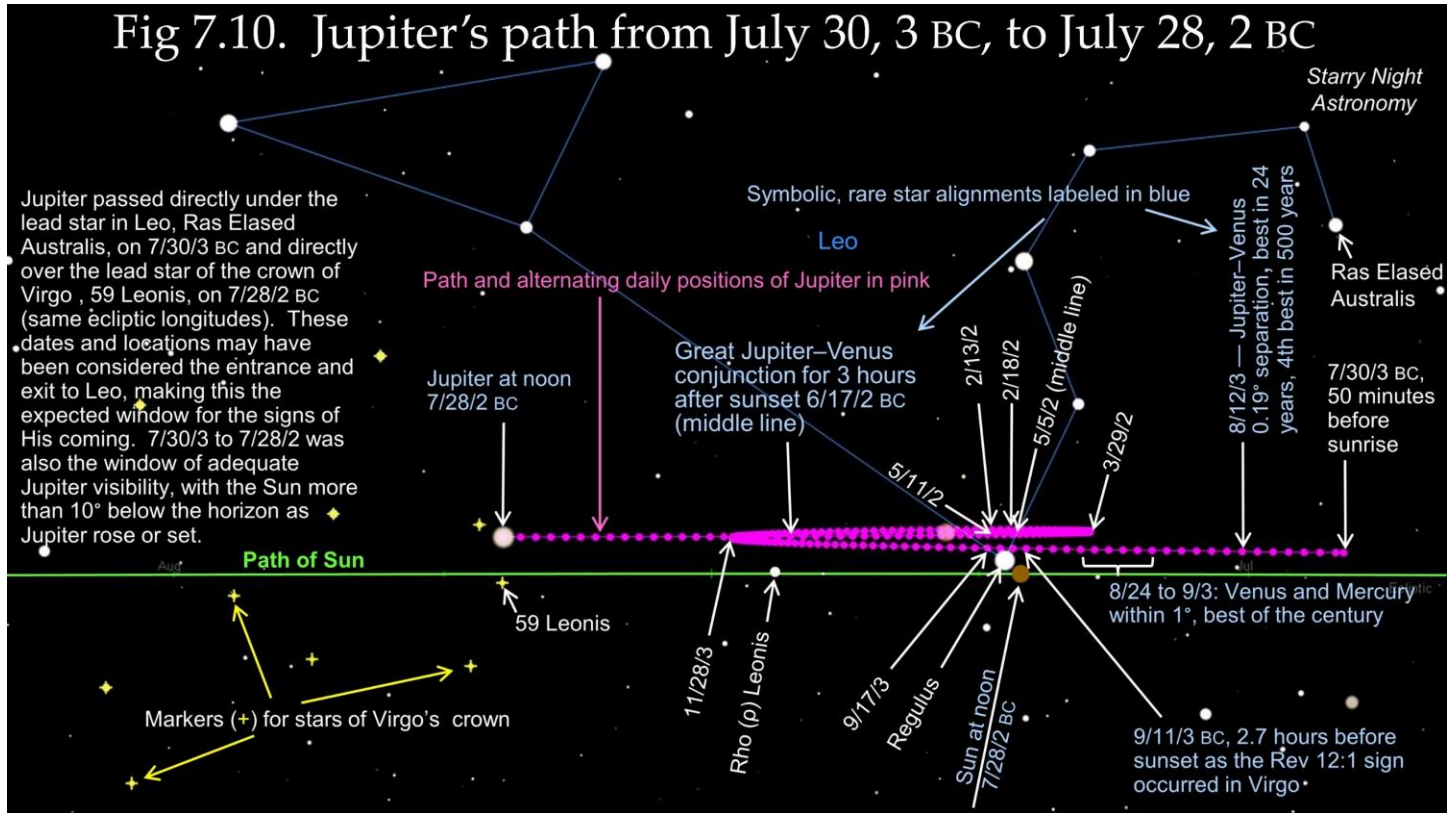 Fig 7.10. Jupiter's path from July 30, 3 BC, to July 28, 2 BC
Starry Night
Astronomy
Jupiter passed directly under the
lead star in Leo, Ras Elased
Australis, on 7/30/3 BC and directly
over the lead star of the crown of
Virgo , 59 Leonis, on 7/28/2 BC
(same ecliptic longitudes). These
dates and locations may have
been considered the entrance and
exit to Leo, making this the
expected window for the signs of
His coming. 7/30/3 to 7/28/2 was
also the window of adequate
Jupiter visibility, with the Sun more
than 10° below the horizon as
Jupiter rose or set.
Symbolic, rare star alignments labeled in blue
Leo
Path and alternating daily positions of Jupiter in pink
Ras Elased
Australis
Jupiter at noon
7/28/2 BC
Great Jupiter–Venus
conjunction for 3 hours
after sunset 6/17/2 BC
(middle line)
5/11/2
2/13/2
2/18/2
5/5/2 (middle line)
3/29/2
8/12/3 — Jupiter–Venus
0.19° separation, best in 24
years, 4th best in 500 years
7/30/3 BC,
50 minutes
before
sunrise
Path of Sun
Aug
Jul
Ecliptic
59 Leonis
8/24 to 9/3: Venus and Mercury
within 1°, best of the century
Markers (+) for stars of Virgo's crown
11/28/3
Rho (ρ) Leonis
9/17/3
Regulus
Sun at noon
7/28/2 BC
9/11/3 BC, 2.7 hours before
sunset as the Rev 12:1 sign
occurred in Virgo